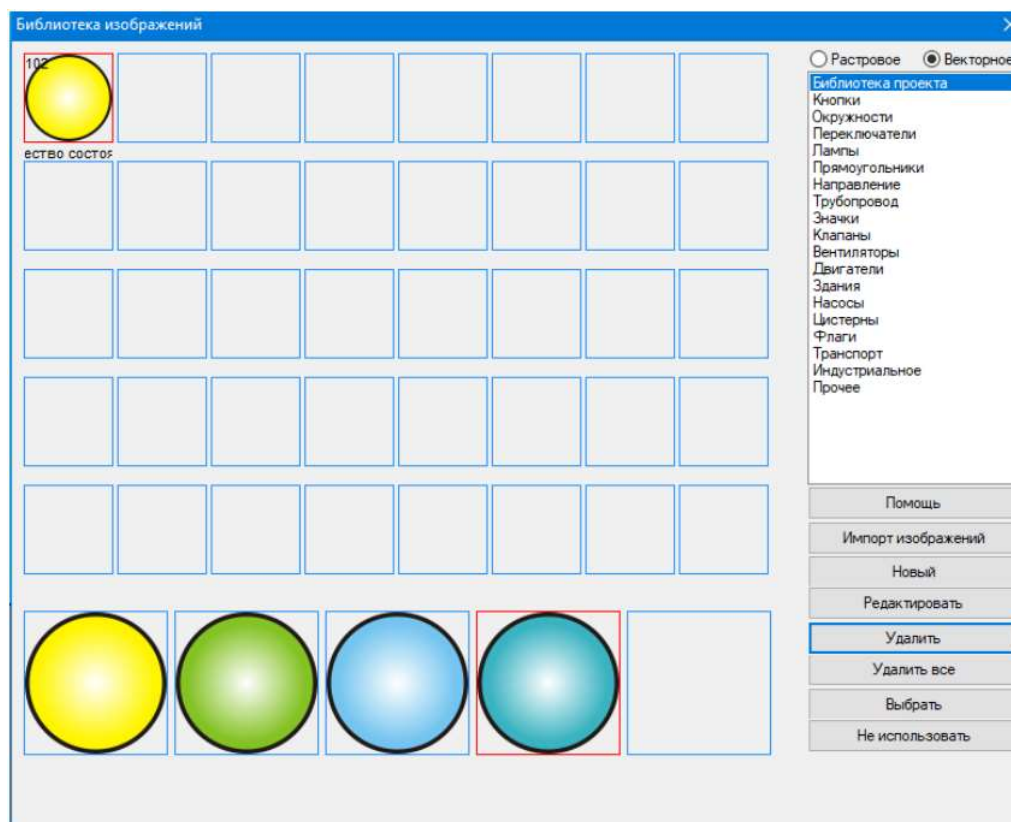 Библиотека изображений
102
ество состоя
Растровое
Векторное
Библиотека проекта
Кнопки
Окружности
Переключатели
Лампы
Прямоугольники
Направление
Трубопровод
Значки
Клапаны
Вентиляторы
Двигатели
Здания
Насосы
Цистерны
Флаги
Транспорт
Индустриальное
Прочее
Помощь
Импорт изображений
Новый
Редактировать
Удалить
Удалить все
Выбрать
Не использовать